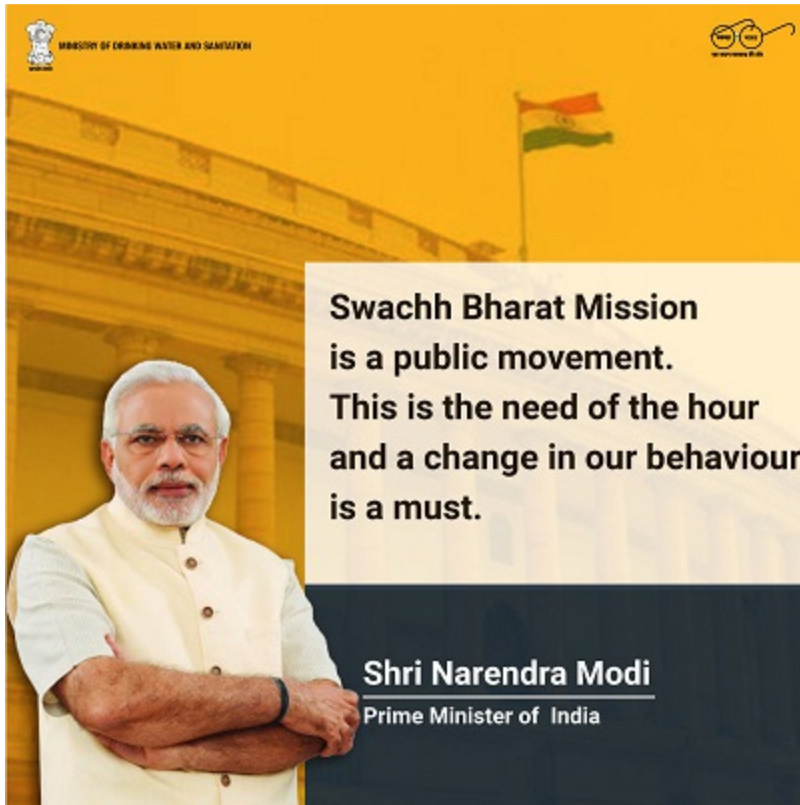 MINISTRY OF DRINKING WATER AND SANITATION
Swachh Bharat Mission
is a public movement.
This is the need of the hour
and a change in our behaviour
is a must.
Shri Narendra Modi
Prime Minister of India